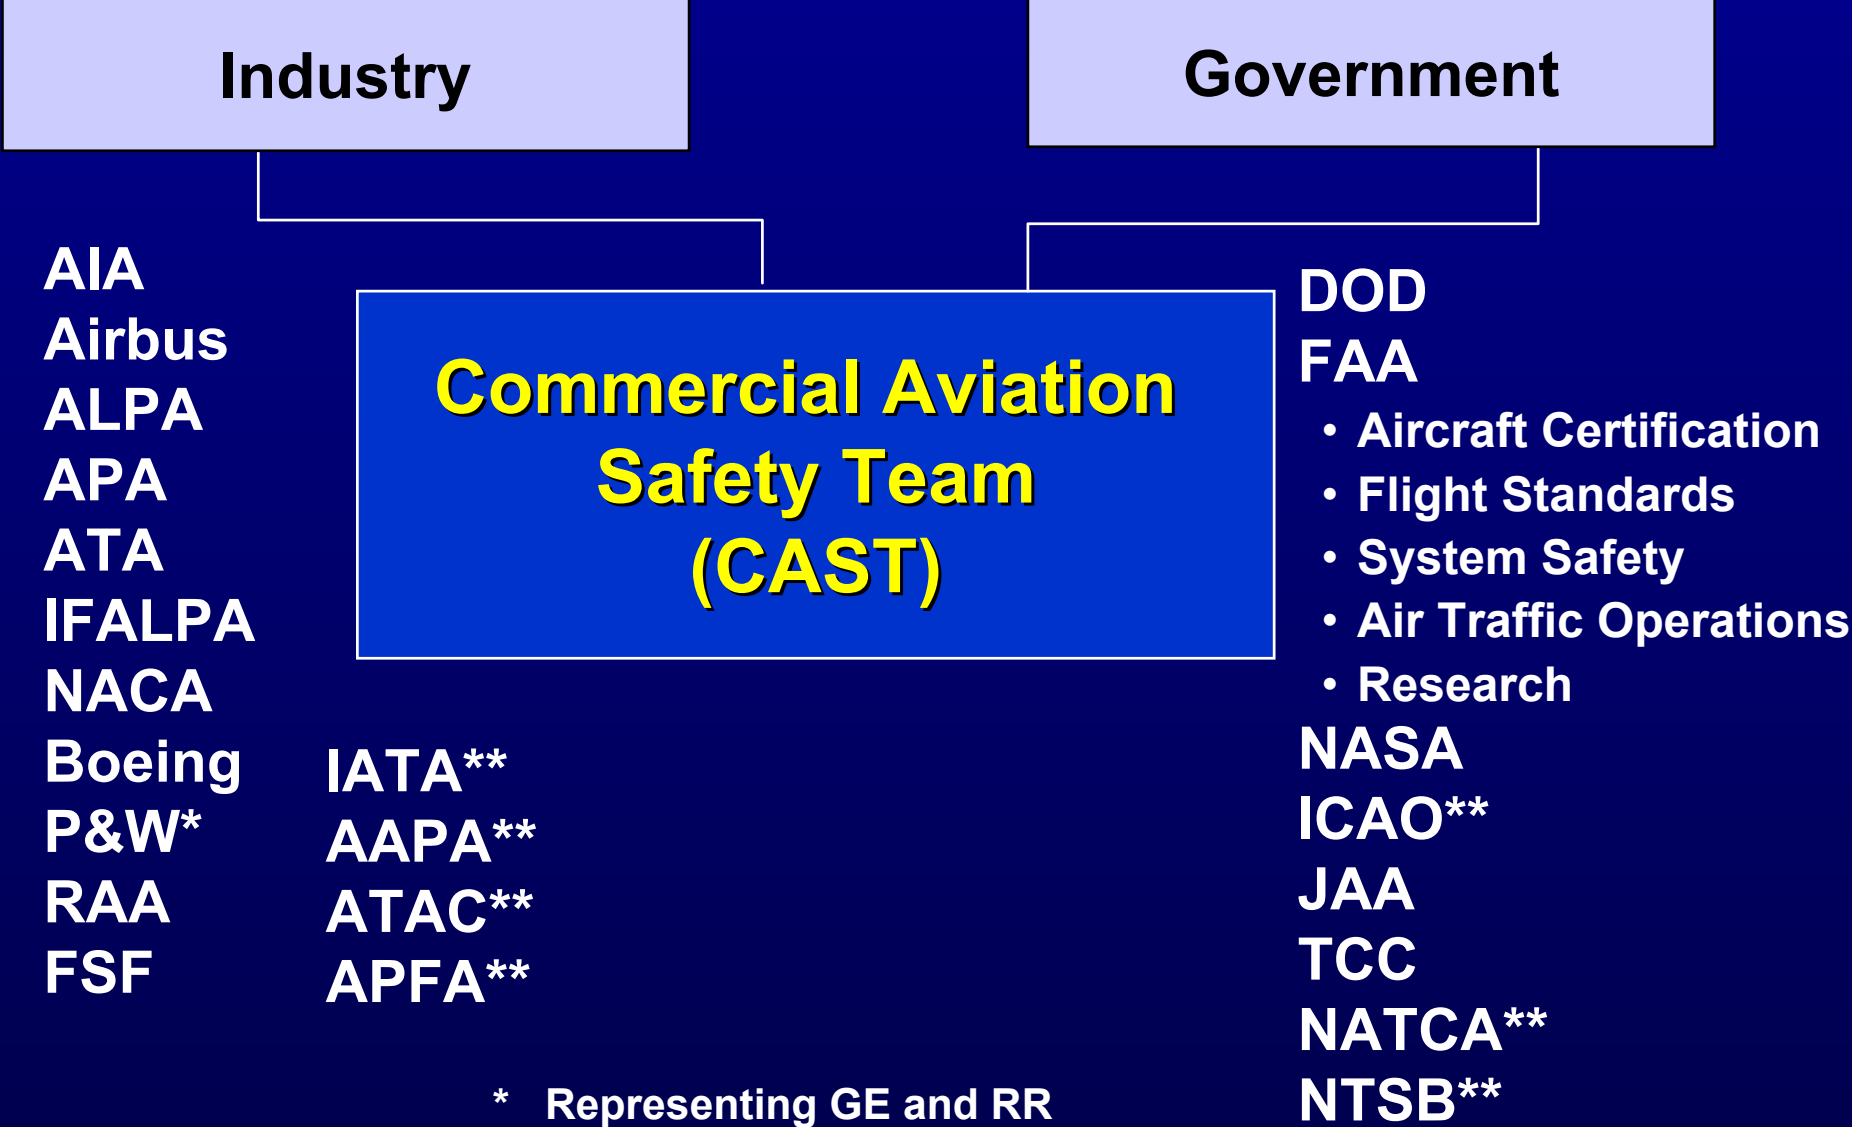 Industry
Government
AIA
Airbus
ALPA
APA
ATA
IFALPA
NACA
Boeing
P&W*
RAA
FSF
IATA**
AAPA**
ATAC**
APFA**
Commercial Aviation
Safety Team
(CAST)
DOD
FAA
• Aircraft Certification
• Flight Standards
• System Safety
• Air Traffic Operations
• Research
NASA
ICAO**
JAA
TCC
NATCA**
NTSB**
* Representing GE and RR